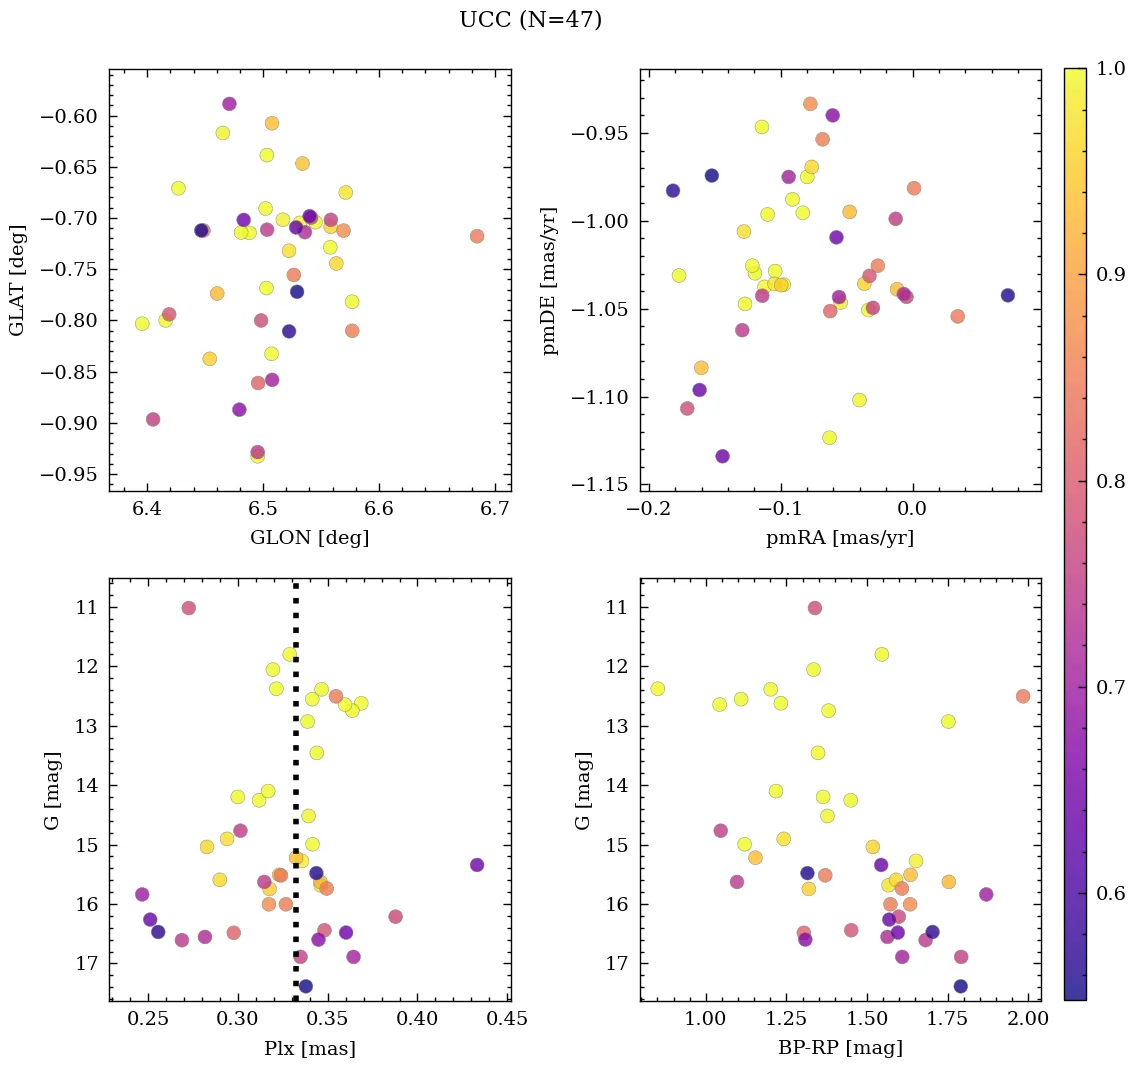 UCC (N=47)
−0.60
−0.65
−0.70
−0.75
−0.80
−0.85
−0.90
−0.95
GLAT [deg]
6.4 6.5 6.6 6.7
GLON [deg]
−0.95
−1.00
−1.05
−1.10
−1.15
pmDE [mas/yr]
−0.2 −0.1 0.0
pmRA [mas/yr]
11
12
13
14
15
16
17
G [mag]
0.25 0.30 0.35 0.40 0.45
Plx [mas]
11
12
13
14
15
16
17
G [mag]
1.00 1.25 1.50 1.75 2.00
BP-RP [mag]
1.0
0.9
0.8
0.7
0.6